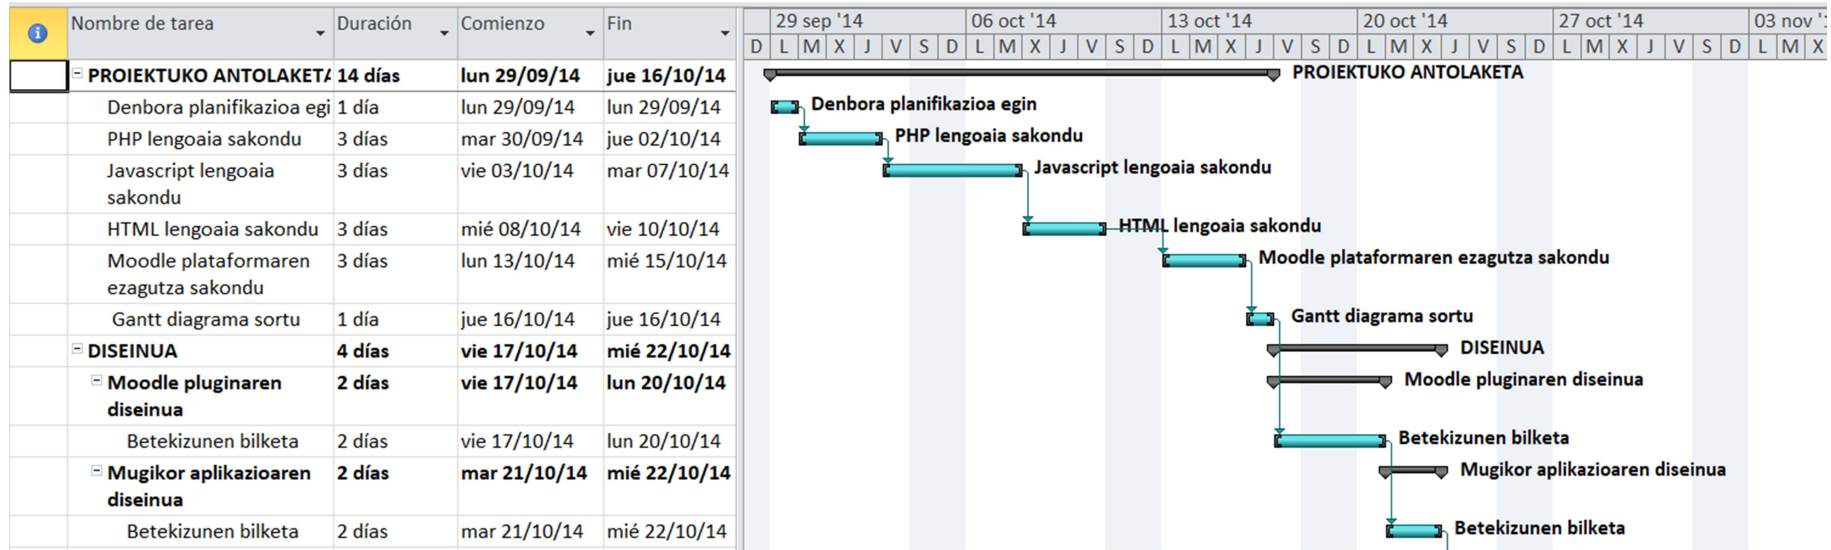 Nombre de tarea Duración Comienzo Fin 29 sep '14 06 oct '14 13 oct '14 20 oct '14 27 oct '14 03 nov '1
D L M X J V S D L M X J V S D L M X J V S D L M X J V S D L M X J V S D L M X
PROIEKTUKO ANTOLAKETA 14 días lun 29/09/14 jue 16/10/14 PROIEKTUKO ANTOLAKETA
Denbora planifikazioa egi 1 día lun 29/09/14 lun 29/09/14 Denbora planifikazioa egin
PHP lengoaia sakondu 3 días mar 30/09/14 jue 02/10/14 PHP lengoaia sakondu
Javascript lengoaia 3 días vie 03/10/14 mar 07/10/14 Javascript lengoaia sakondu
sakondu
HTML lengoaia sakondu 3 días mié 08/10/14 vie 10/10/14 HTML lengoaia sakondu
Moodle plataformaren 3 días lun 13/10/14 mié 15/10/14 Moodle plataformaren ezagutza sakondu
ezagutza sakondu
Gantt diagrama sortu 1 día jue 16/10/14 jue 16/10/14 Gantt diagrama sortu
DISEINUA 4 días vie 17/10/14 mié 22/10/14 DISEINUA
Moodle pluginaren 2 días vie 17/10/14 lun 20/10/14 Moodle pluginaren diseinua
diseinua
Betekizunen bilketa 2 días vie 17/10/14 lun 20/10/14 Betekizunen bilketa
Mugikor aplikazioaren 2 días mar 21/10/14 mié 22/10/14 Mugikor aplikazioaren diseinua
diseinua
Betekizunen bilketa 2 días mar 21/10/14 mié 22/10/14 Betekizunen bilketa